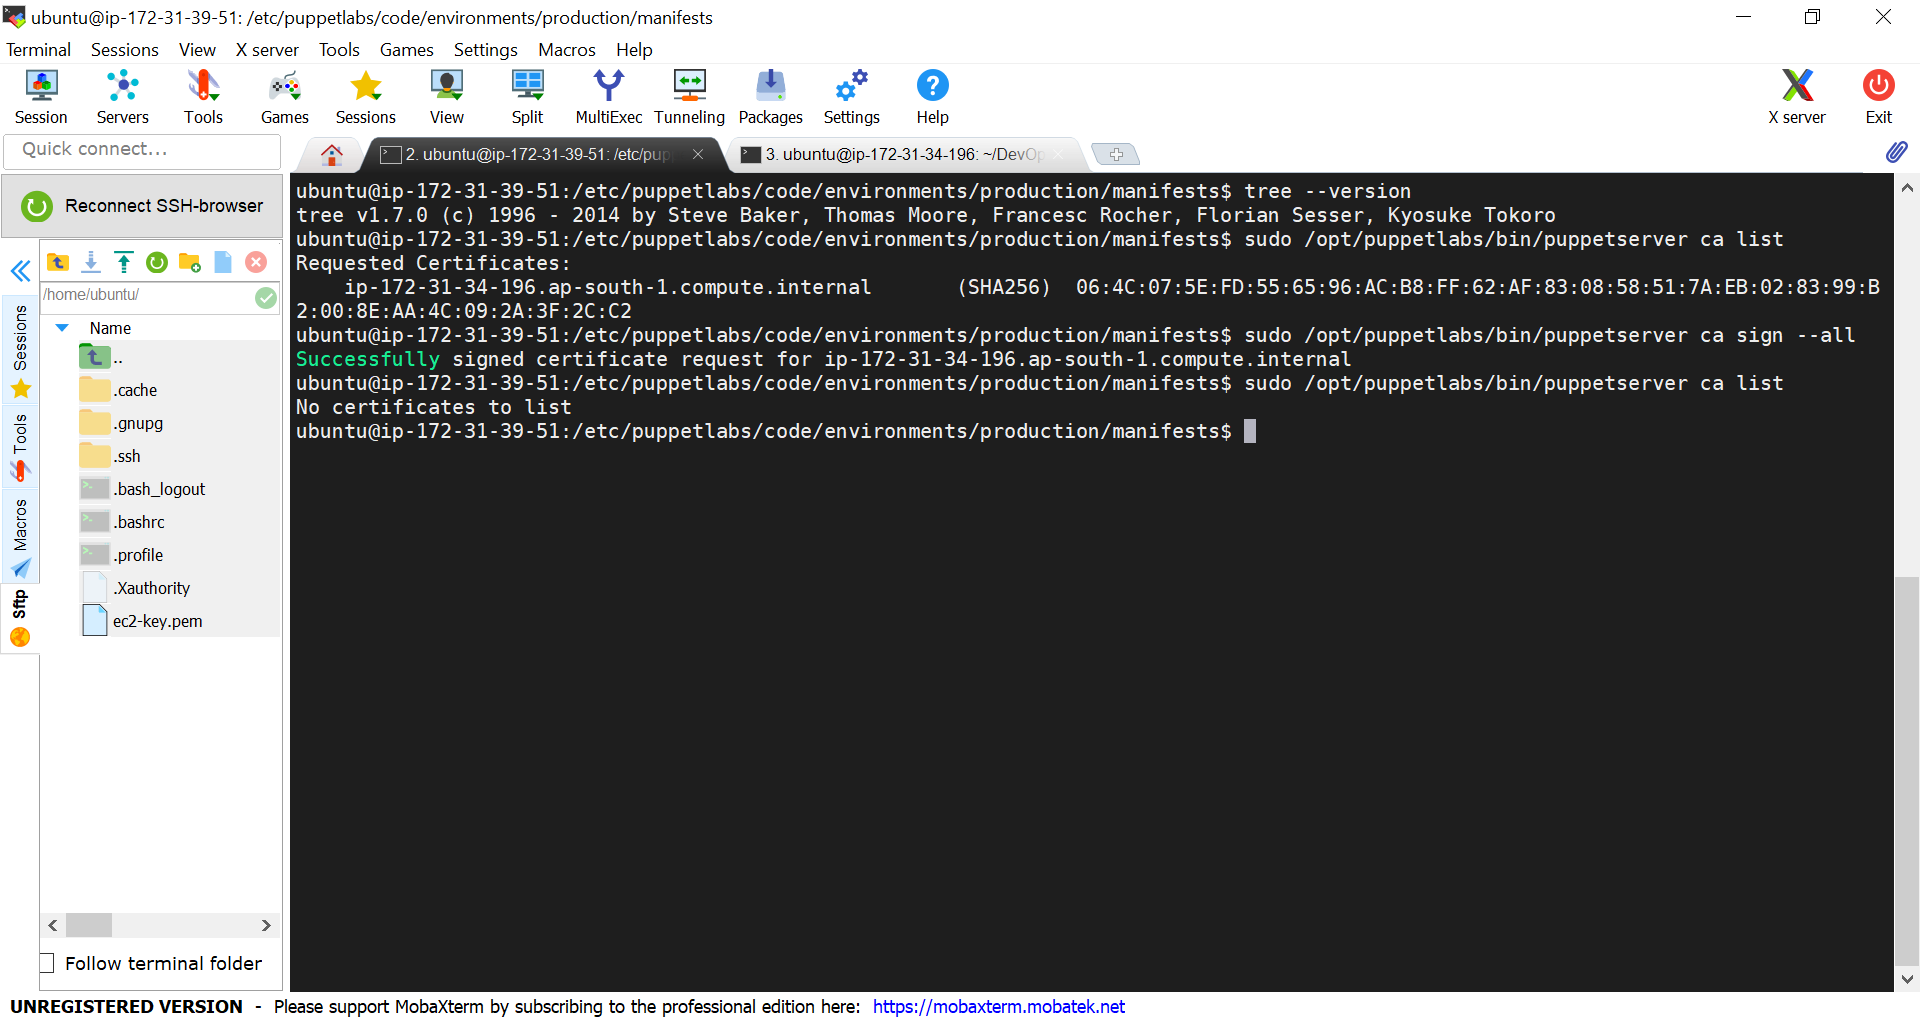 ubuntu@ip-172-31-39-51: /etc/puppetlabs/code/environments/production/manifests
Terminal Sessions View X server Tools Games Settings Macros Help
Session Servers Tools Games Sessions View Split MultiExec Tunneling Packages Settings Help X server Exit
Quick connect...
2. ubuntu@ip-172-31-39-51: /etc/pup
3. ubuntu@ip-172-31-34-196: ~/DevOp
Reconnect SSH-browser
/home/ubuntu/
Name
..
.cache
.gnupg
.ssh
.bash_logout
.bashrc
.profile
.Xauthority
ec2-key.pem
Sessions
Tools
Macros
Sftp
Follow terminal folder
ubuntu@ip-172-31-39-51:/etc/puppetlabs/code/environments/production/manifests$ tree --version
tree v1.7.0 (c) 1996 - 2014 by Steve Baker, Thomas Moore, Francesc Rocher, Florian Sesser, Kyosuke Tokoro
ubuntu@ip-172-31-39-51:/etc/puppetlabs/code/environments/production/manifests$ sudo /opt/puppetlabs/bin/puppetserver ca list
Requested Certificates:
ip-172-31-34-196.ap-south-1.compute.internal (SHA256) 06:4C:07:5E:FD:55:65:96:AC:B8:FF:62:AF:83:08:58:51:7A:EB:02:83:99:B
2:00:8E:AA:4C:09:2A:3F:2C:C2
ubuntu@ip-172-31-39-51:/etc/puppetlabs/code/environments/production/manifests$ sudo /opt/puppetlabs/bin/puppetserver ca sign --all
Successfully signed certificate request for ip-172-31-34-196.ap-south-1.compute.internal
ubuntu@ip-172-31-39-51:/etc/puppetlabs/code/environments/production/manifests$ sudo /opt/puppetlabs/bin/puppetserver ca list
No certificates to list
ubuntu@ip-172-31-39-51:/etc/puppetlabs/code/environments/production/manifests$
UNREGISTERED VERSION - Please support MobaXterm by subscribing to the professional edition here: https://mobaxterm.mobatek.net